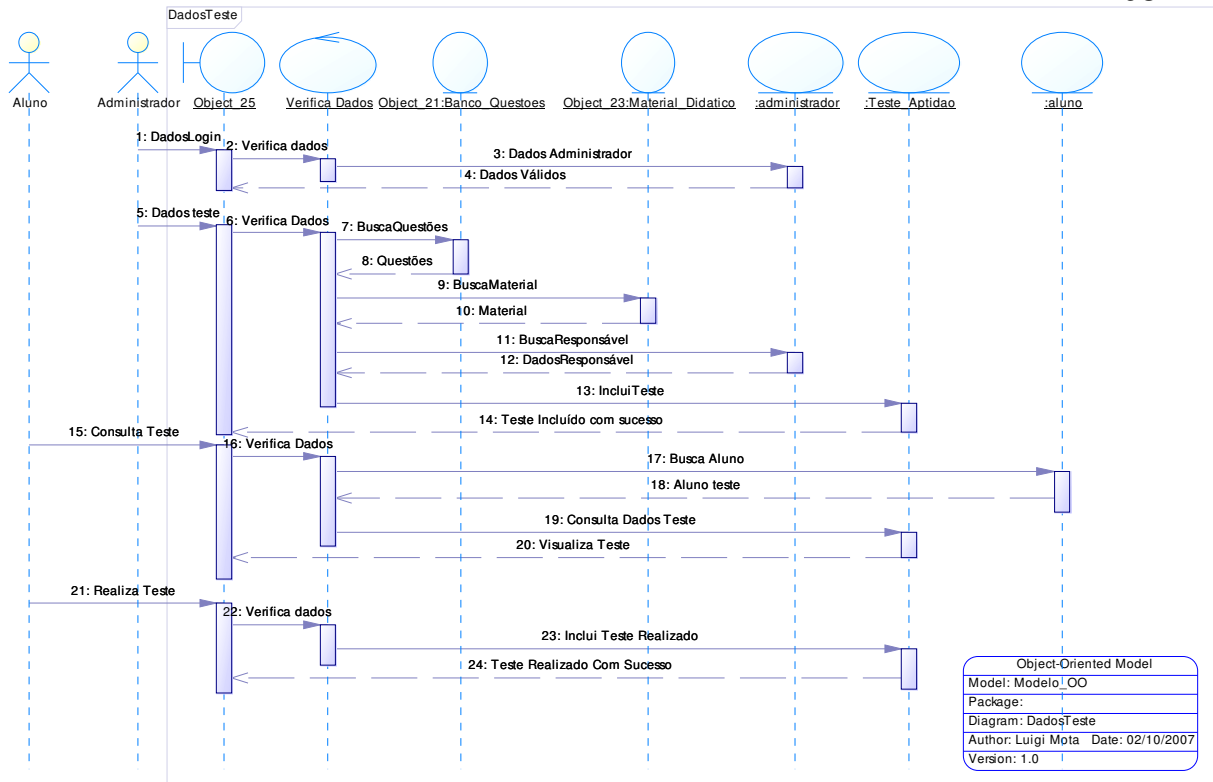 DadosTeste
Aluno
Administrador
Object_25
Verifica Dados
Object_21:Banco_Questoes
Object_23:Material_Didatico
:administrador
:Teste_Aptidao
:aluno
1: DadosLogin
2: Verifica dados
3: Dados Administrador
4: Dados Válidos
5: Dados teste
6: Verifica Dados
7: BuscaQuestões
8: Questões
9: BuscaMaterial
10: Material
11: BuscaResponsável
12: DadosResponsável
13: IncluiTeste
14: Teste Incluído com sucesso
15: Consulta Teste
16: Verifica Dados
17: Busca Aluno
18: Aluno teste
19: Consulta Dados Teste
20: Visualiza Teste
21: Realiza Teste
22: Verifica dados
23: Inclui Teste Realizado
24: Teste Realizado Com Sucesso
Object-Oriented Model
Model: Modelo_OO
Package:
Diagram: DadosTeste
Author: Luigi Mota Date: 02/10/2007
Version: 1.0